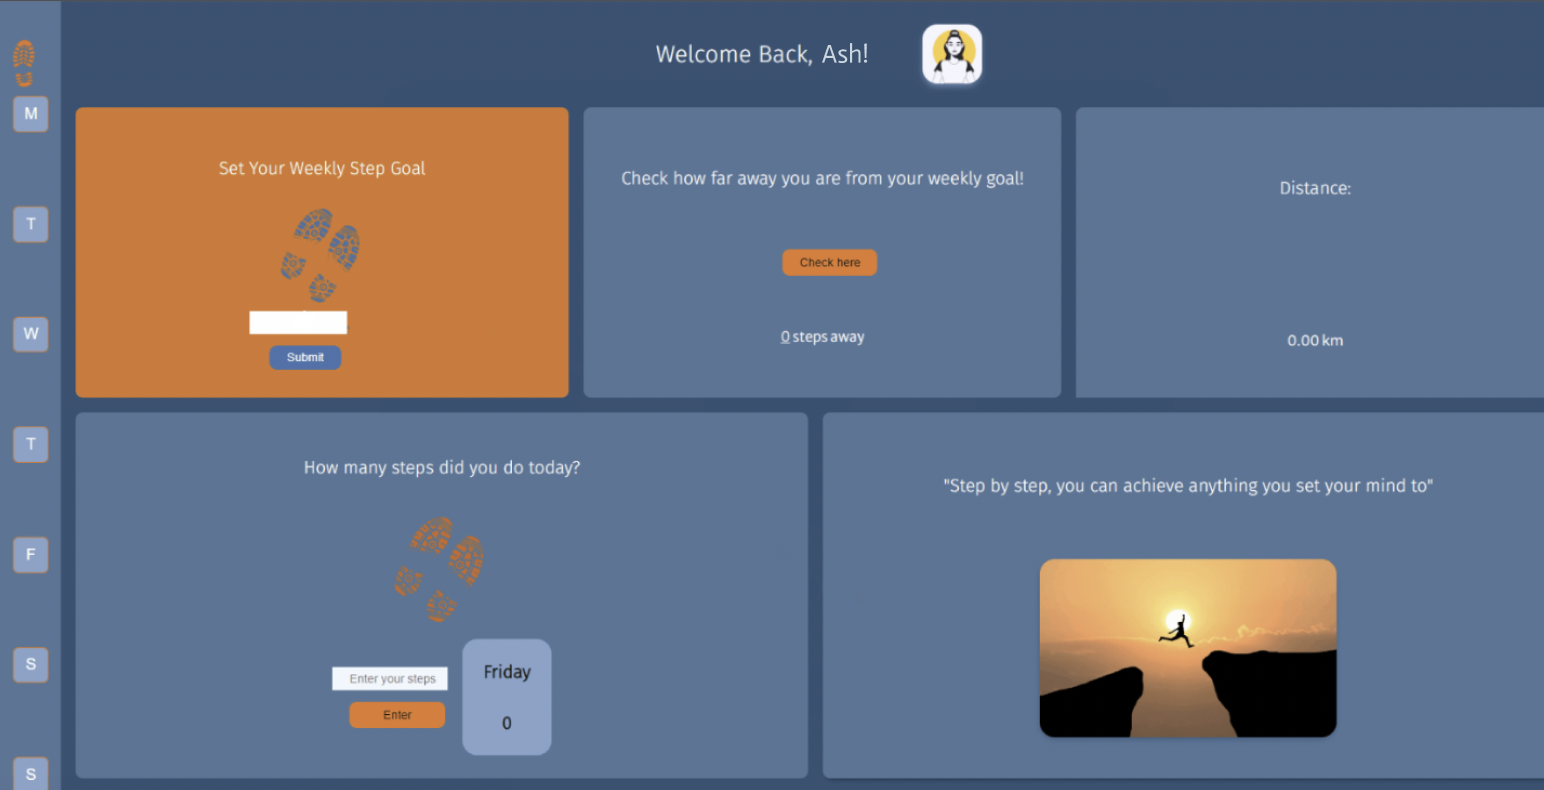 Welcome Back, Ash!
M
T
W
T
F
S
S
Set Your Weekly Step Goal
Submit
Check how far away you are from your weekly goal!
Check here
0 steps away
Distance:
0.00 km
How many steps did you do today?
Enter your steps
Enter
Friday
0
"Step by step, you can achieve anything you set your mind to"